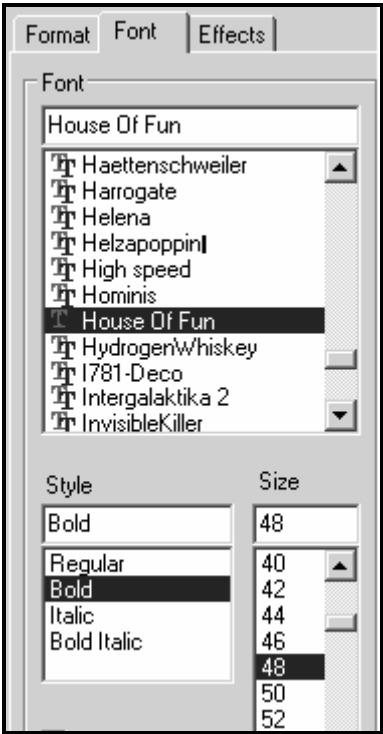 Format Font Effects
Font
House Of Fun
Haettenschweiler
Harrogate
Helena
Helzapoppin
High speed
Hominis
House Of Fun
HydrogenWhiskey
I781-Deco
Intergalaktika 2
InvisibleKiller
Style
Bold
Regular
Bold
Italic
Bold Italic
Size
48
40
42
44
46
48
50
52